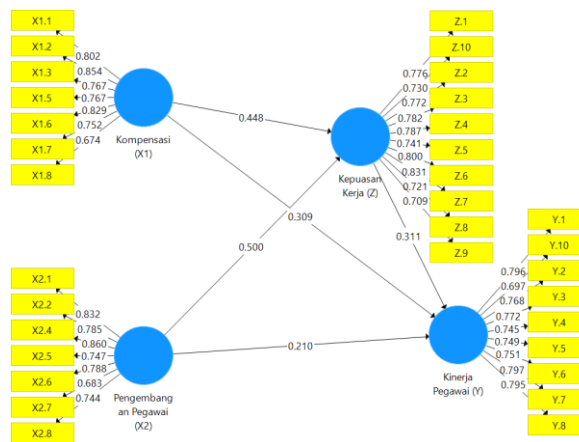 X1.1
X1.2
X1.3
X1.5
X1.6
X1.7
X1.8
0.802
0.854
0.767
0.767
0.829
0.752
0.674
Kompensasi
(X1)
0.448
0.309
0.500
0.210
0.311
Z.1
Z.10
Z.2
Z.3
Z.4
Z.5
Z.6
Z.7
Z.8
Z.9
0.776
0.730
0.772
0.782
0.787
0.741
0.800
0.831
0.721
0.709
Kepuasan
Kerja (Z)
X2.1
X2.2
X2.4
X2.5
X2.6
X2.7
X2.8
0.832
0.785
0.860
0.747
0.788
0.683
0.744
Pengembang
an Pegawai
(X2)
Y.1
Y.10
Y.2
Y.3
Y.4
Y.5
Y.6
Y.7
Y.8
0.796
0.697
0.768
0.772
0.745
0.749
0.751
0.797
0.795
Kinerja
Pegawai (Y)